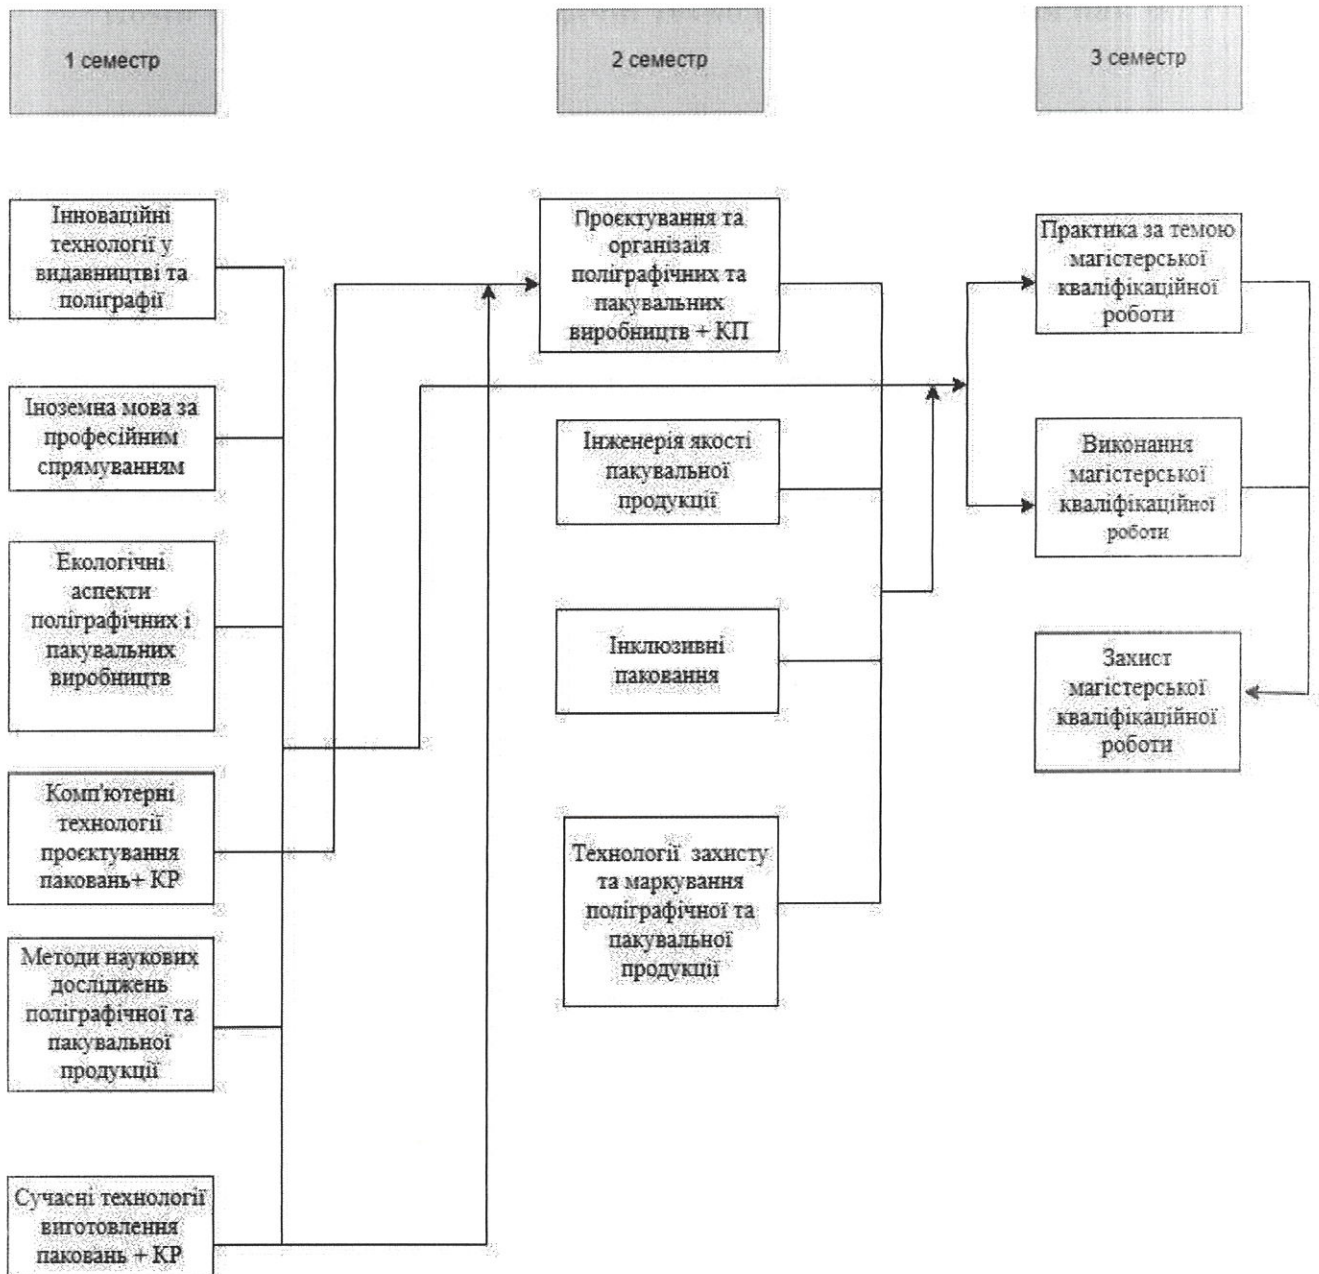 1 семестр
2 семестр
3 семестр
Інноваційні
технології у
видавництві та
поліграфії
Іноземна мова за
професійним
спрямуванням
Екологічні
аспекти
поліграфічних і
пакувальних
виробництв
Комп'ютерні
технології
проєктування
паковань+ КР
Методи наукових
досліджень
поліграфічної та
пакувальної
продукції
Сучасні технології
виготовлення
паковань + КР
Проєктування та
організаія
поліграфічних та
пакувальних
виробництв + КП
Інженерія якості
пакувальної
продукції
Інклюзивні
паковання
Технології захисту
та маркування
поліграфічної та
пакувальної
продукції
Практика за темою
магістерської
кваліфікаційної
роботи
Виконання
магістерської
кваліфікаційної
роботи
Захист
магістерської
кваліфікаційної
роботи